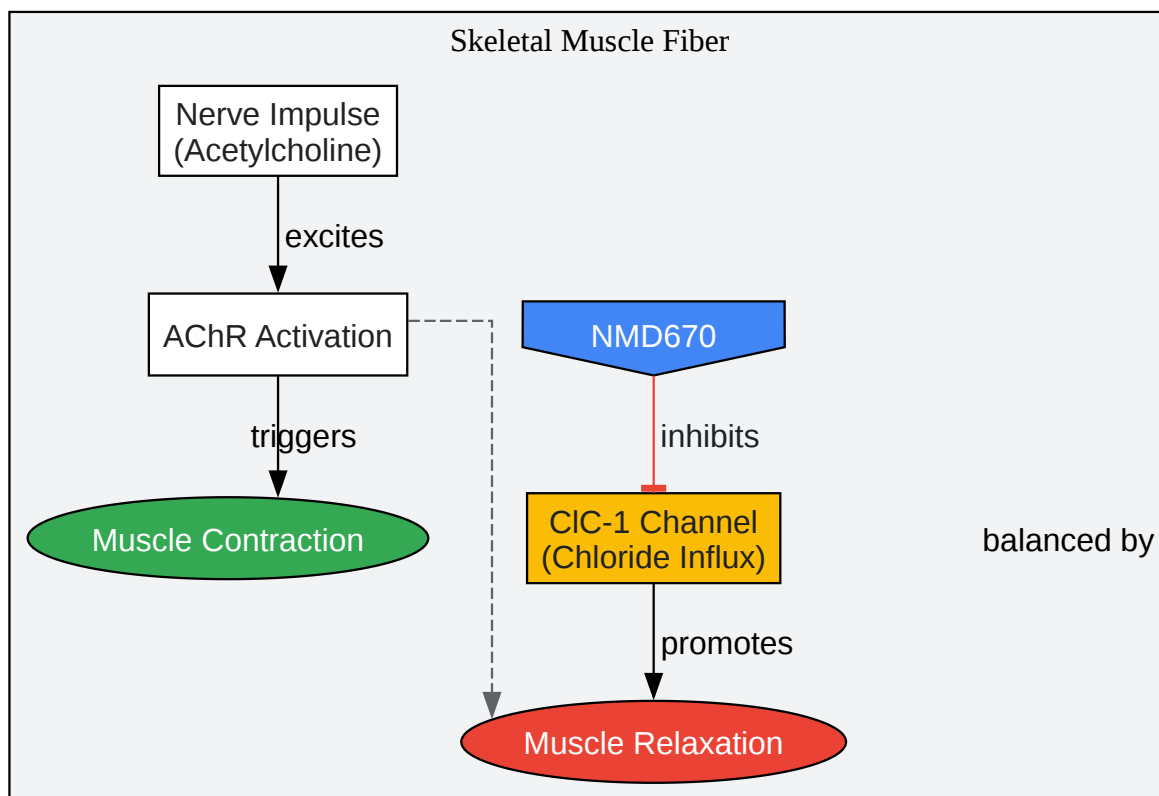 Skeletal Muscle Fiber
Nerve Impulse
(Acetylcholine)
excites
AChR Activation
NMD670
triggers
inhibits
Muscle Contraction
ClC-1 Channel
(Chloride Influx)
balanced by
promotes
Muscle Relaxation